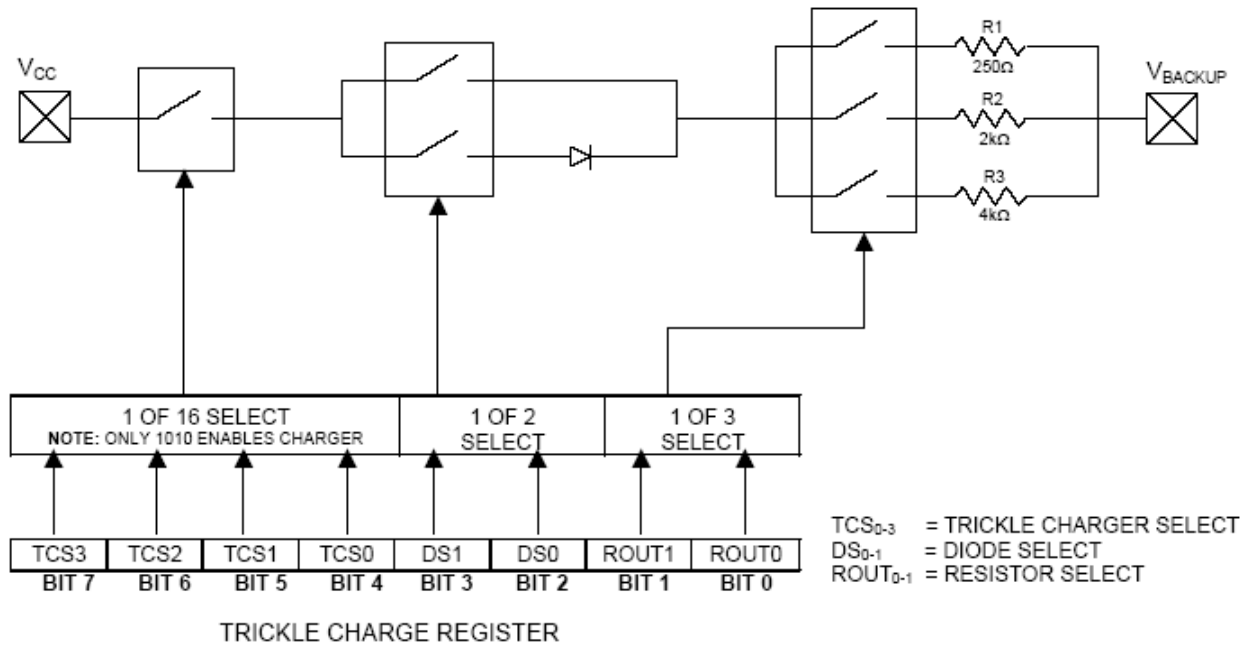 V_CC
R1
250Ω
R2
2kΩ
R3
4kΩ
V_BACKUP
1 OF 16 SELECT
NOTE: ONLY 1010 ENABLES CHARGER
1 OF 2
SELECT
1 OF 3
SELECT
TCS3 TCS2 TCS1 TCS0 DS1 DS0 ROUT1 ROUT0
BIT 7 BIT 6 BIT 5 BIT 4 BIT 3 BIT 2 BIT 1 BIT 0
TCS0-3 = TRICKLE CHARGER SELECT
DS0-1 = DIODE SELECT
ROUT0-1 = RESISTOR SELECT
TRICKLE CHARGE REGISTER